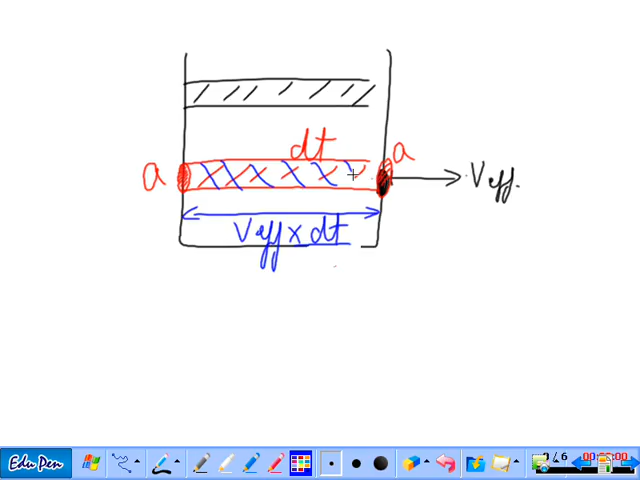 dt
a
a
Veff.
Veff x dt
Edu Pen